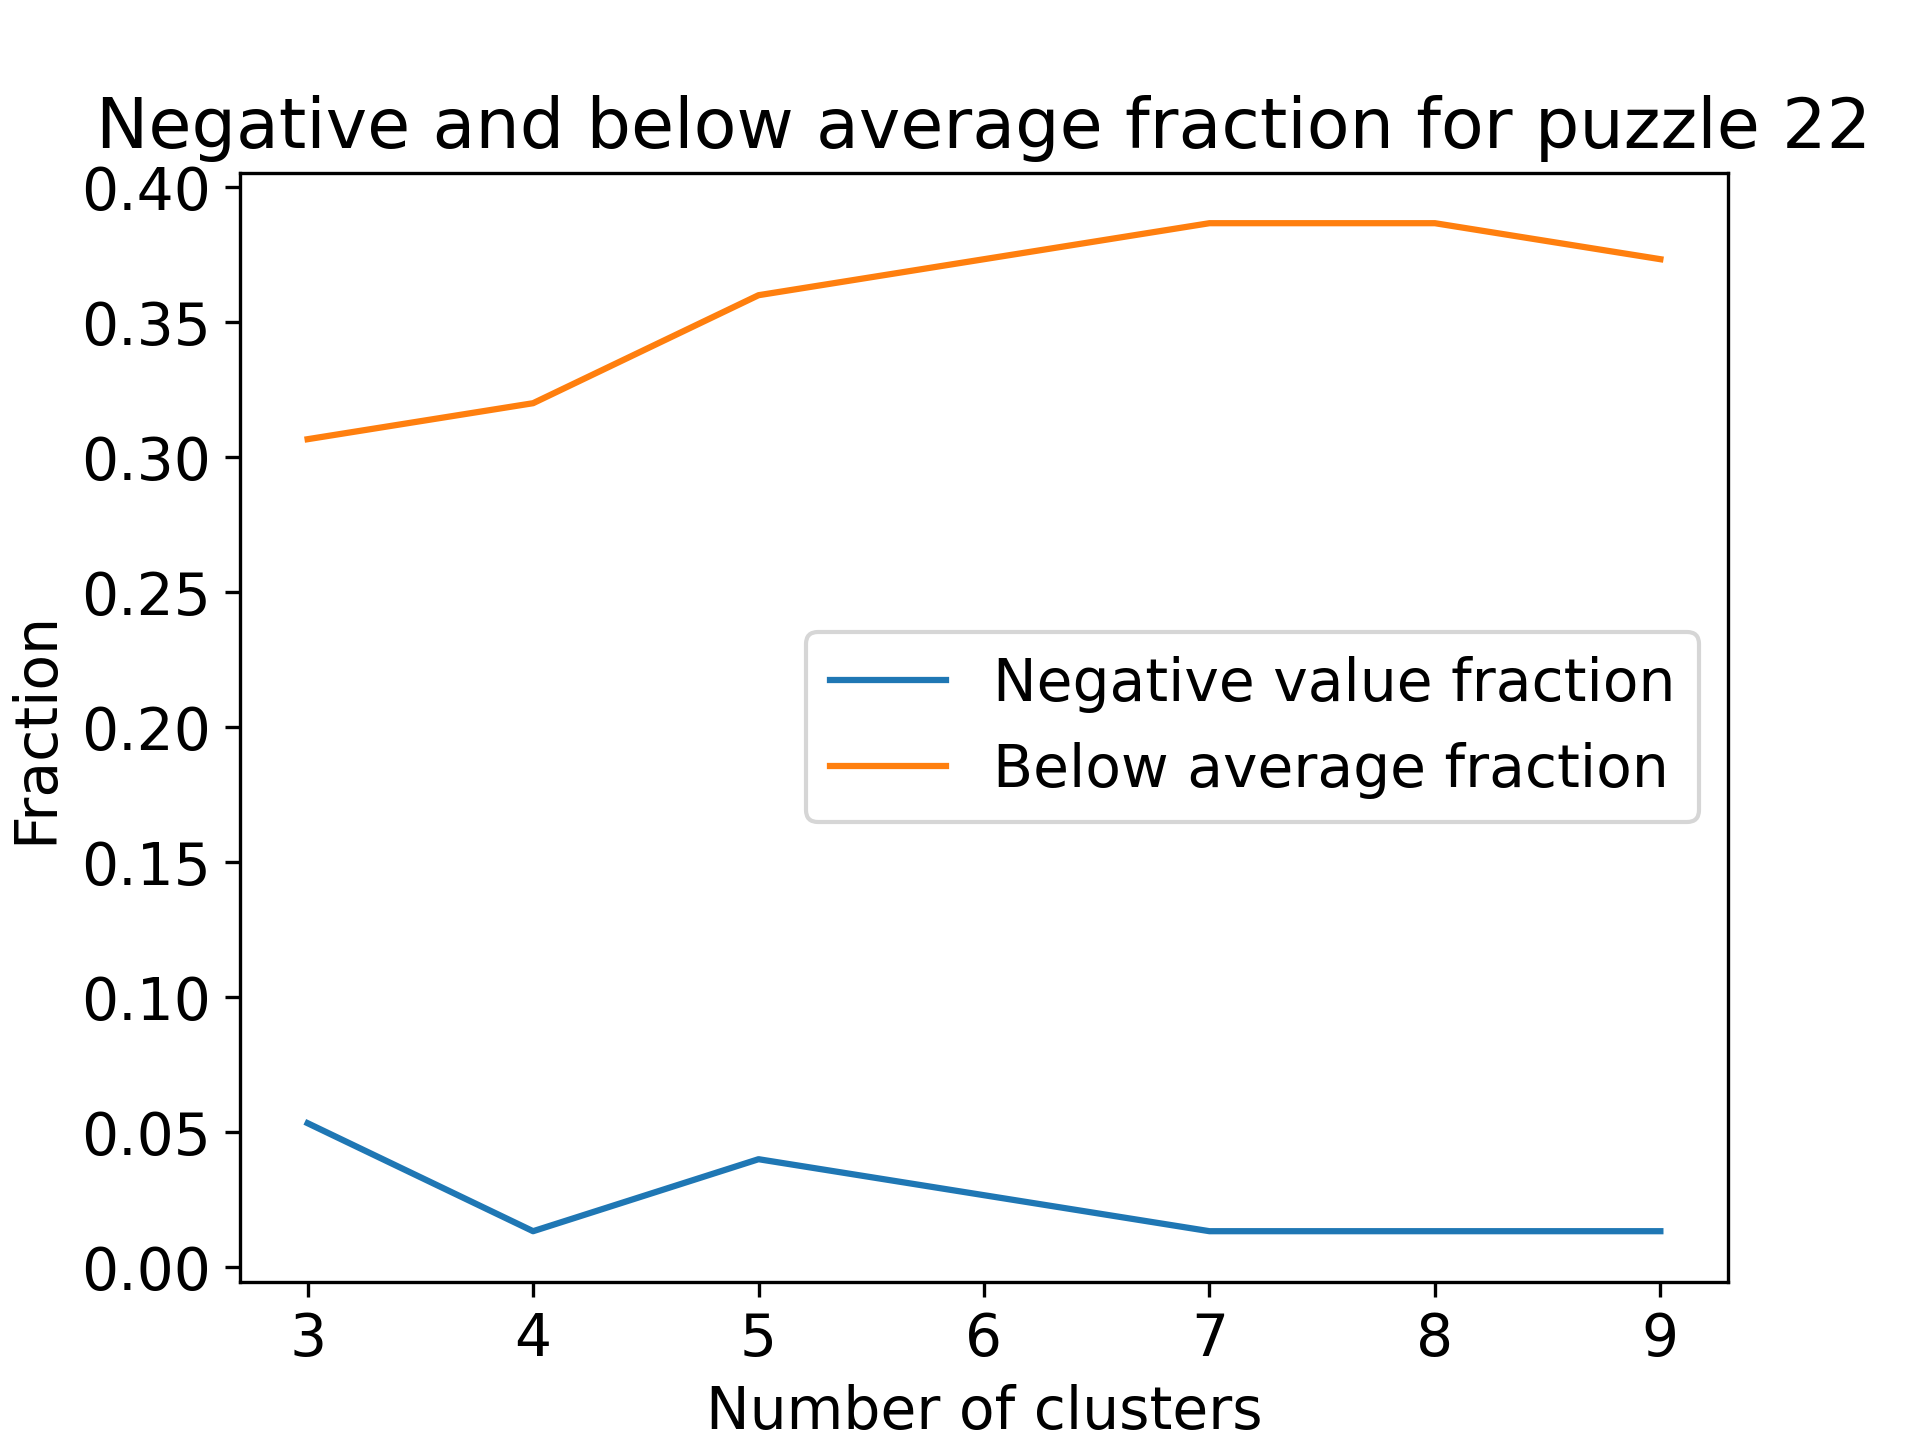 Negative and below average fraction for puzzle 22
0.40
0.35
0.30
0.25
0.20
0.15
0.10
0.05
0.00
Fraction
Negative value fraction
Below average fraction
3 4 5 6 7 8 9
Number of clusters